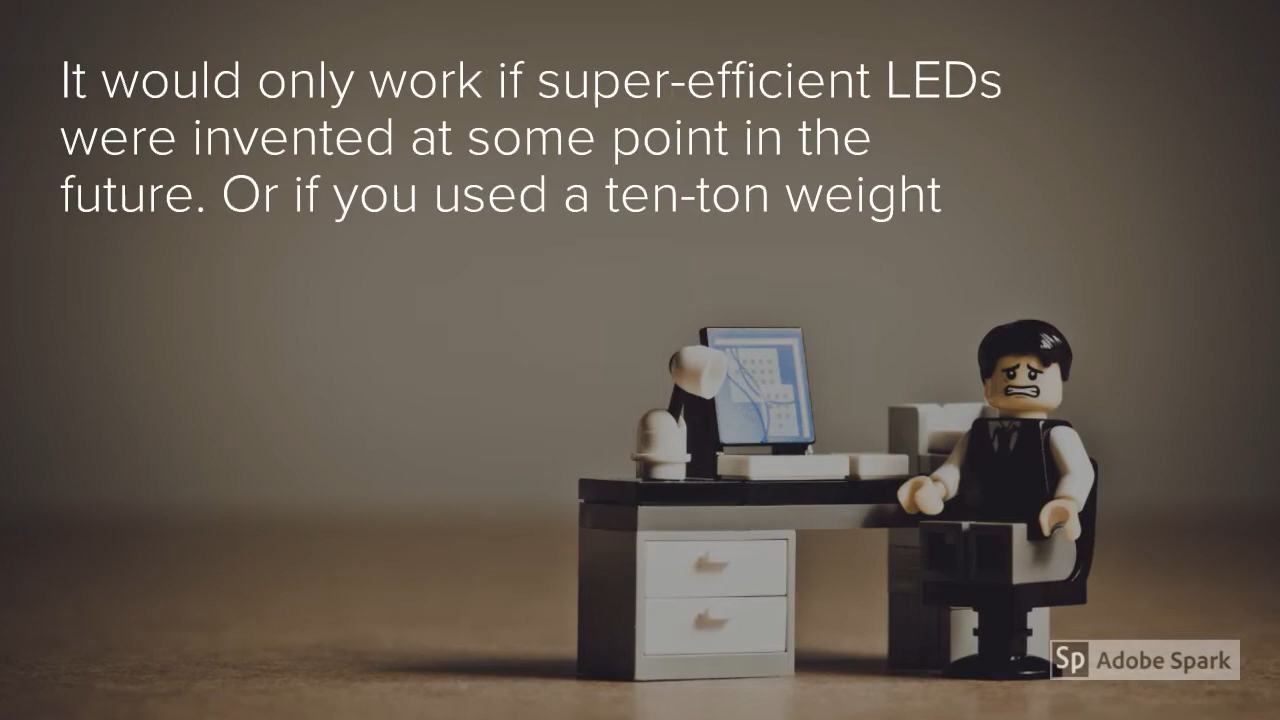 It would only work if super-efficient LEDs
were invented at some point in the
future. Or if you used a ten-ton weight
Sp Adobe Spark